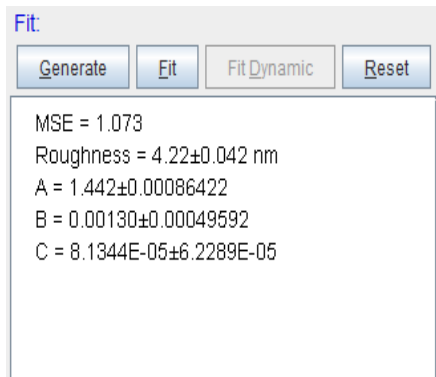 Fit:
Generate Fit Fit Dynamic Reset
MSE = 1.073
Roughness = 4.22±0.042 nm
A = 1.442±0.00086422
B = 0.00130±0.00049592
C = 8.1344E-05±6.2289E-05